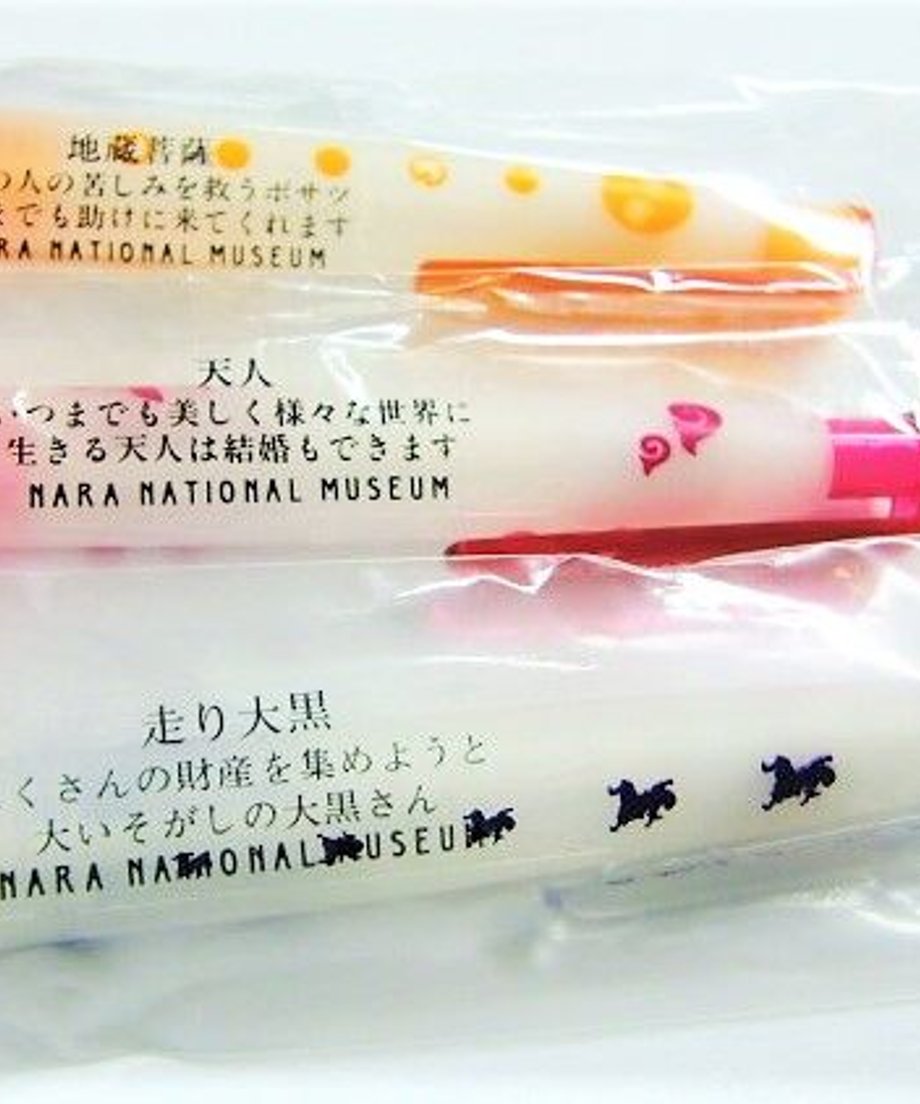 地蔵菩薩
の人の苦しみを救うボサツ
でも助けに来てくれます
RA NATIONAL MUSEUM
天人
いつまでも美しく様々な世界に
生きる天人は結婚もできます
NARA NATIONAL MUSEUM
走り大黒
くさんの財産を集めようと
大いそがしの大黒さん
NARA NATIONAL MUSEUM